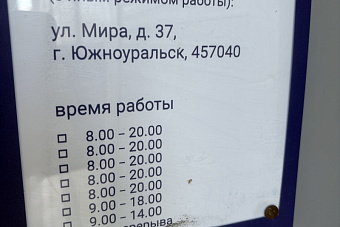 режимом работы):
ул. Мира, д. 37,
г. Южноуральск, 457040
время работы
8.00 – 20.00
8.00 – 20.00
8.00 – 20.00
8.00 – 20.00
8.00 – 20.00
9.00 – 18.00
9.00 – 14.00